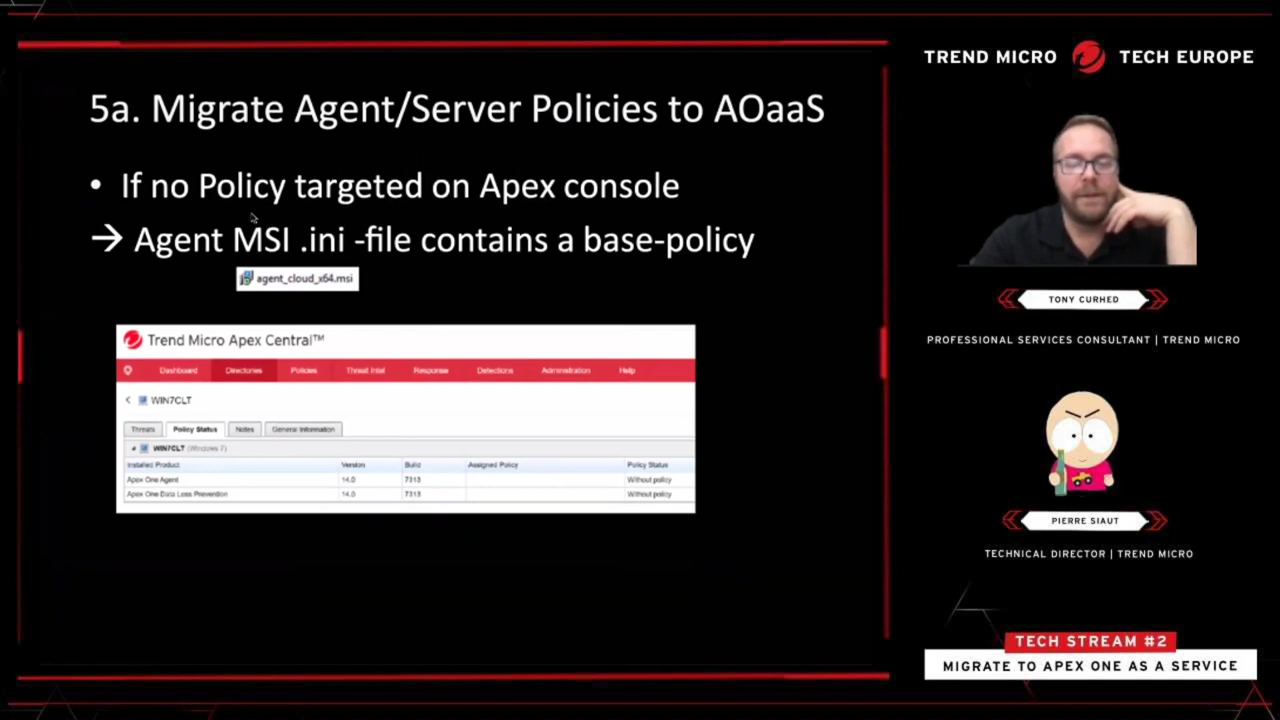 TREND MICRO TECH EUROPE
5a. Migrate Agent/Server Policies to AOaaS
• If no Policy targeted on Apex console
→ Agent MSI .ini -file contains a base-policy
agent_cloud_x64.msi
Trend Micro Apex Central™
Dashboard Directories Policies Threat Intel Response Detections Administration Help
WIN7CLT
Threats Policy Status Notes General Information
WIN7CLT (Windows 7)
Installed Product Version Build Assigned Policy Policy Status
Apex One Agent 14.0 7313 Without policy
Apex One Data Loss Prevention 14.0 7313 Without policy
TONY CURHED
PROFESSIONAL SERVICES CONSULTANT | TREND MICRO
PIERRE SIAUT
TECHNICAL DIRECTOR | TREND MICRO
TECH STREAM #2
MIGRATE TO APEX ONE AS A SERVICE